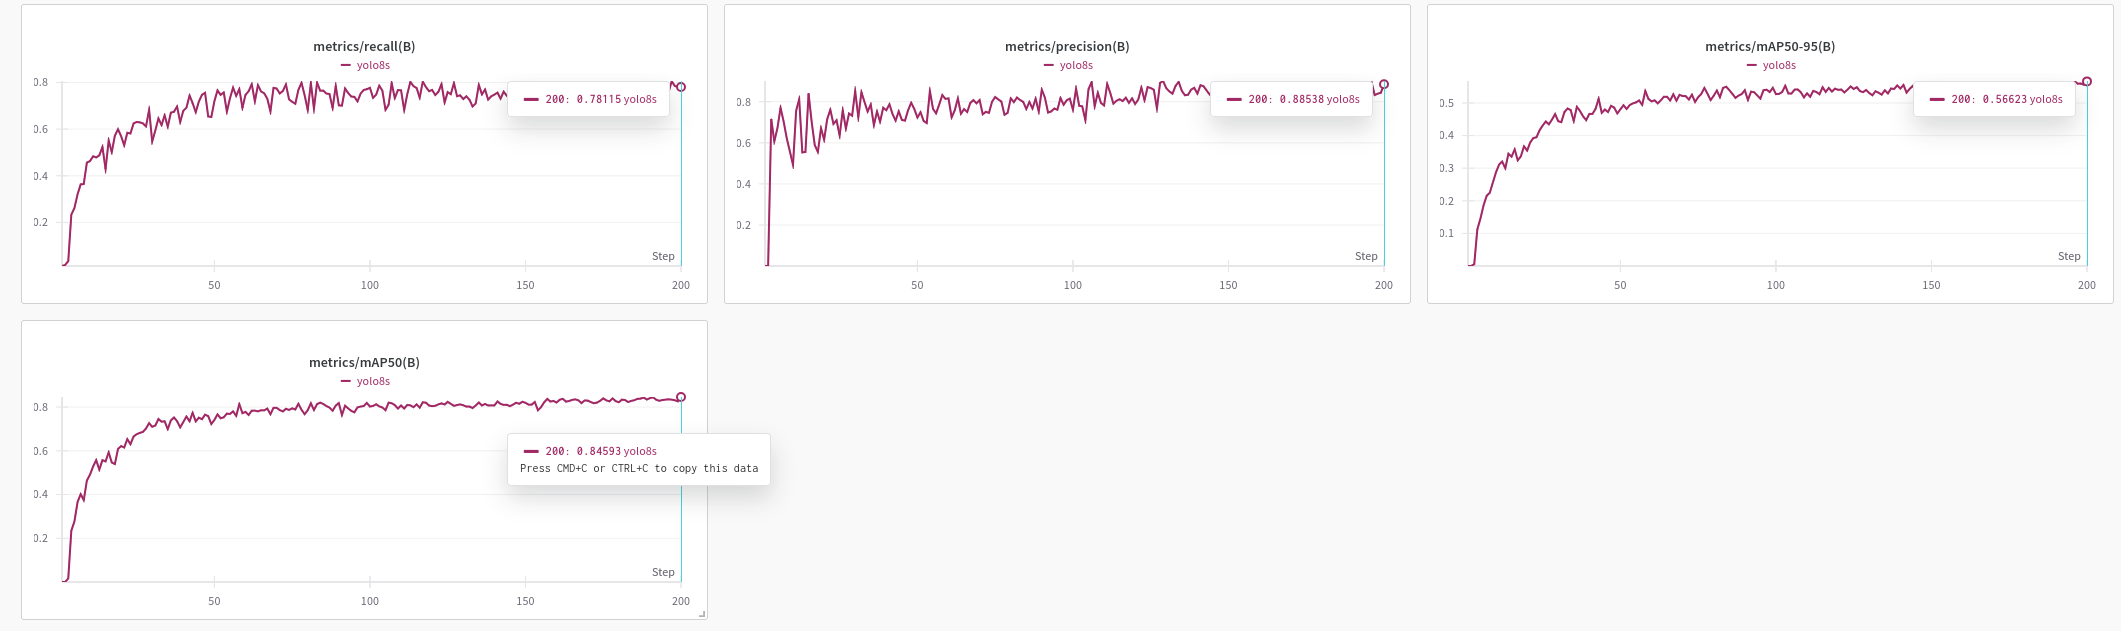 metrics/recall(B)
yolo8s
0.8
0.6
0.4
0.2
50
100
150
200
Step
200: 0.78115 yolo8s
metrics/precision(B)
yolo8s
0.8
0.6
0.4
0.2
50
100
150
200
Step
200: 0.88538 yolo8s
metrics/mAP50-95(B)
yolo8s
0.5
0.4
0.3
0.2
0.1
50
100
150
200
Step
200: 0.56623 yolo8s
metrics/mAP50(B)
yolo8s
0.8
0.6
0.4
0.2
50
100
150
200
Step
200: 0.84593 yolo8s
Press CMD+C or CTRL+C to copy this data